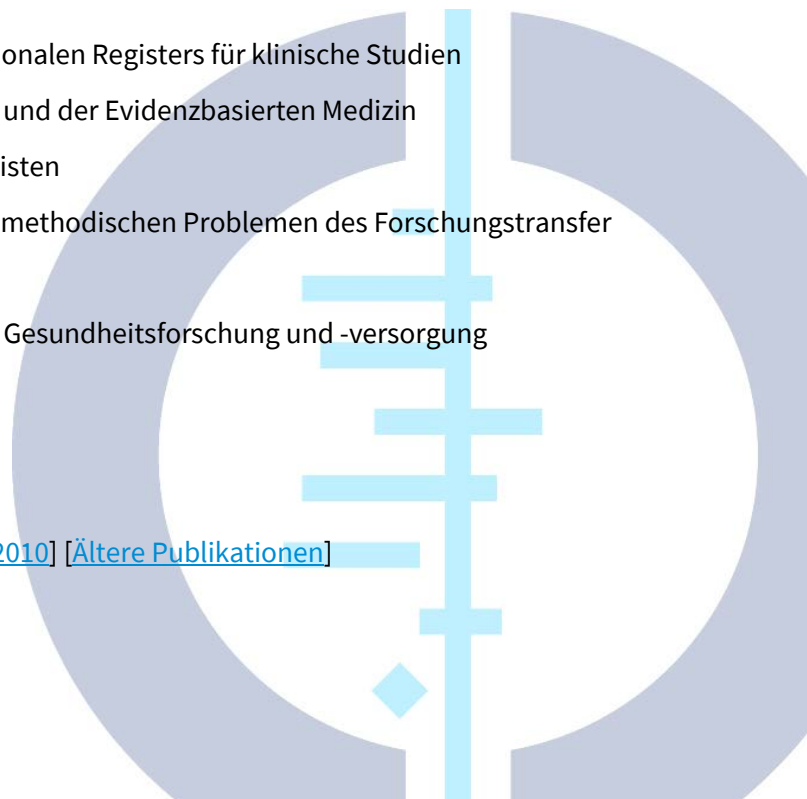 onalen Registers für klinische Studien
und der Evidenzbasierten Medizin
isten
methodischen Problemen des Forschungstransfer
Gesundheitsforschung und -versorgung
2010] [Ältere Publikationen]